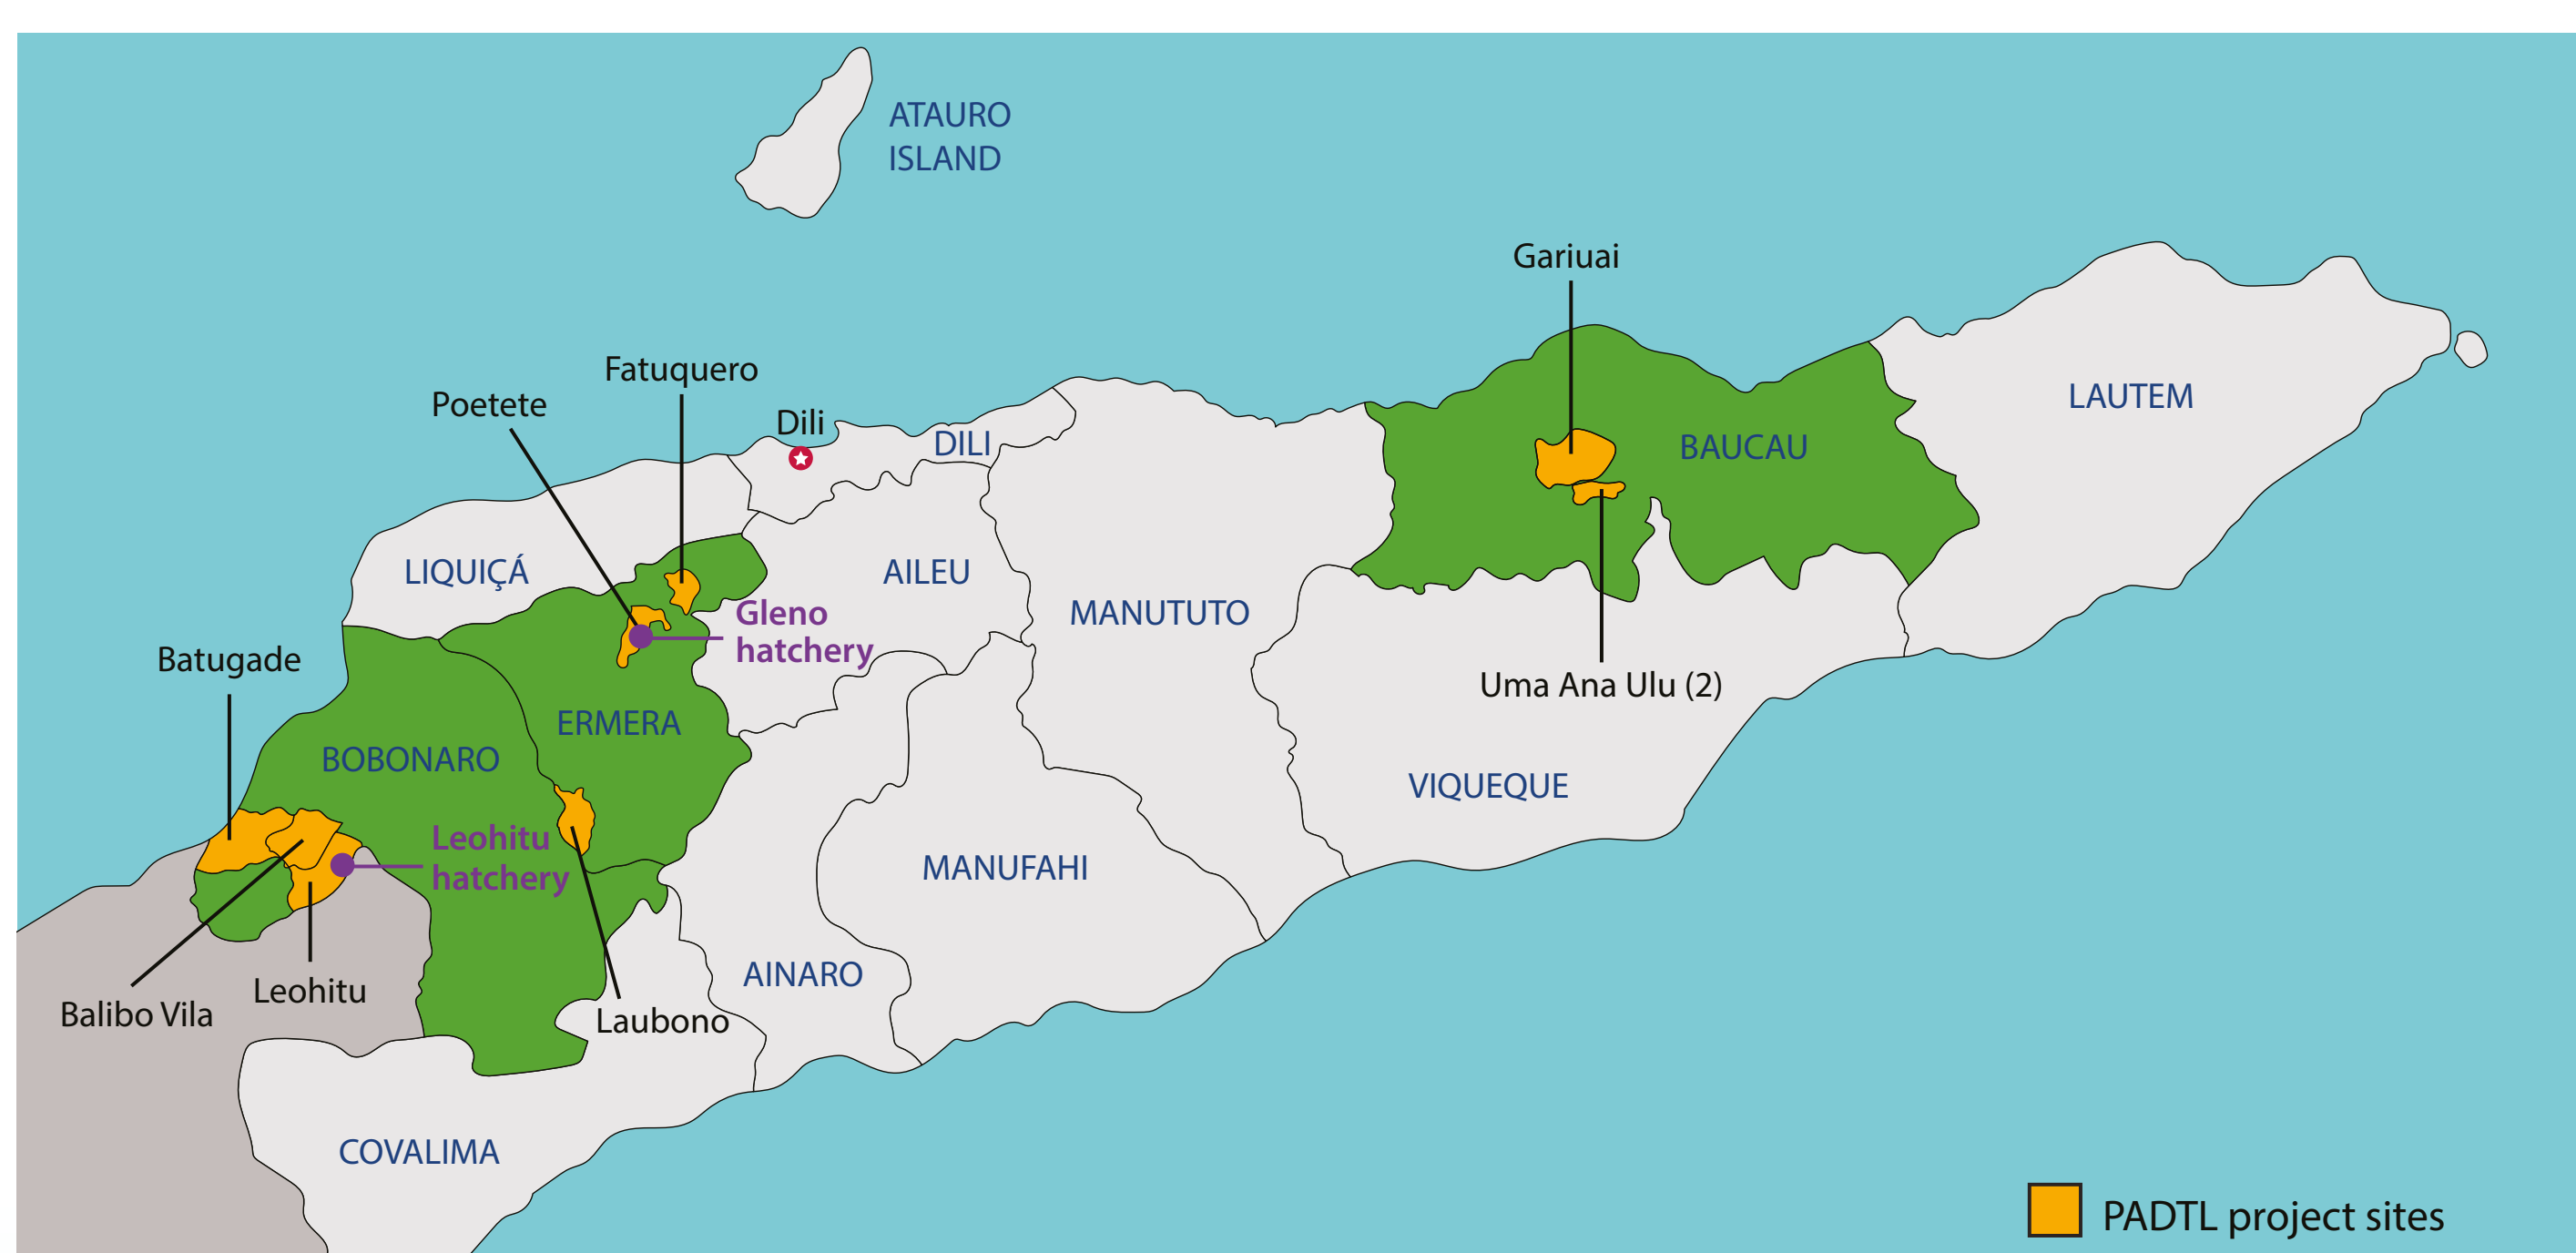 ATAURO
ISLAND
Gariuai
Fatuquero
Poetete
Dili
DILI
LAUTEM
BAUCAU
LIQUIÇÁ
AILEU
MANUTUTO
Gleno
hatchery
Batugade
Uma Ana Ulu (2)
ERMERA
BOBONARO
VIQUEQUE
Leohitu
hatchery
MANUFAHI
AINARO
Leohitu
Balibo Vila
Laubono
COVALIMA
PADTL project sites